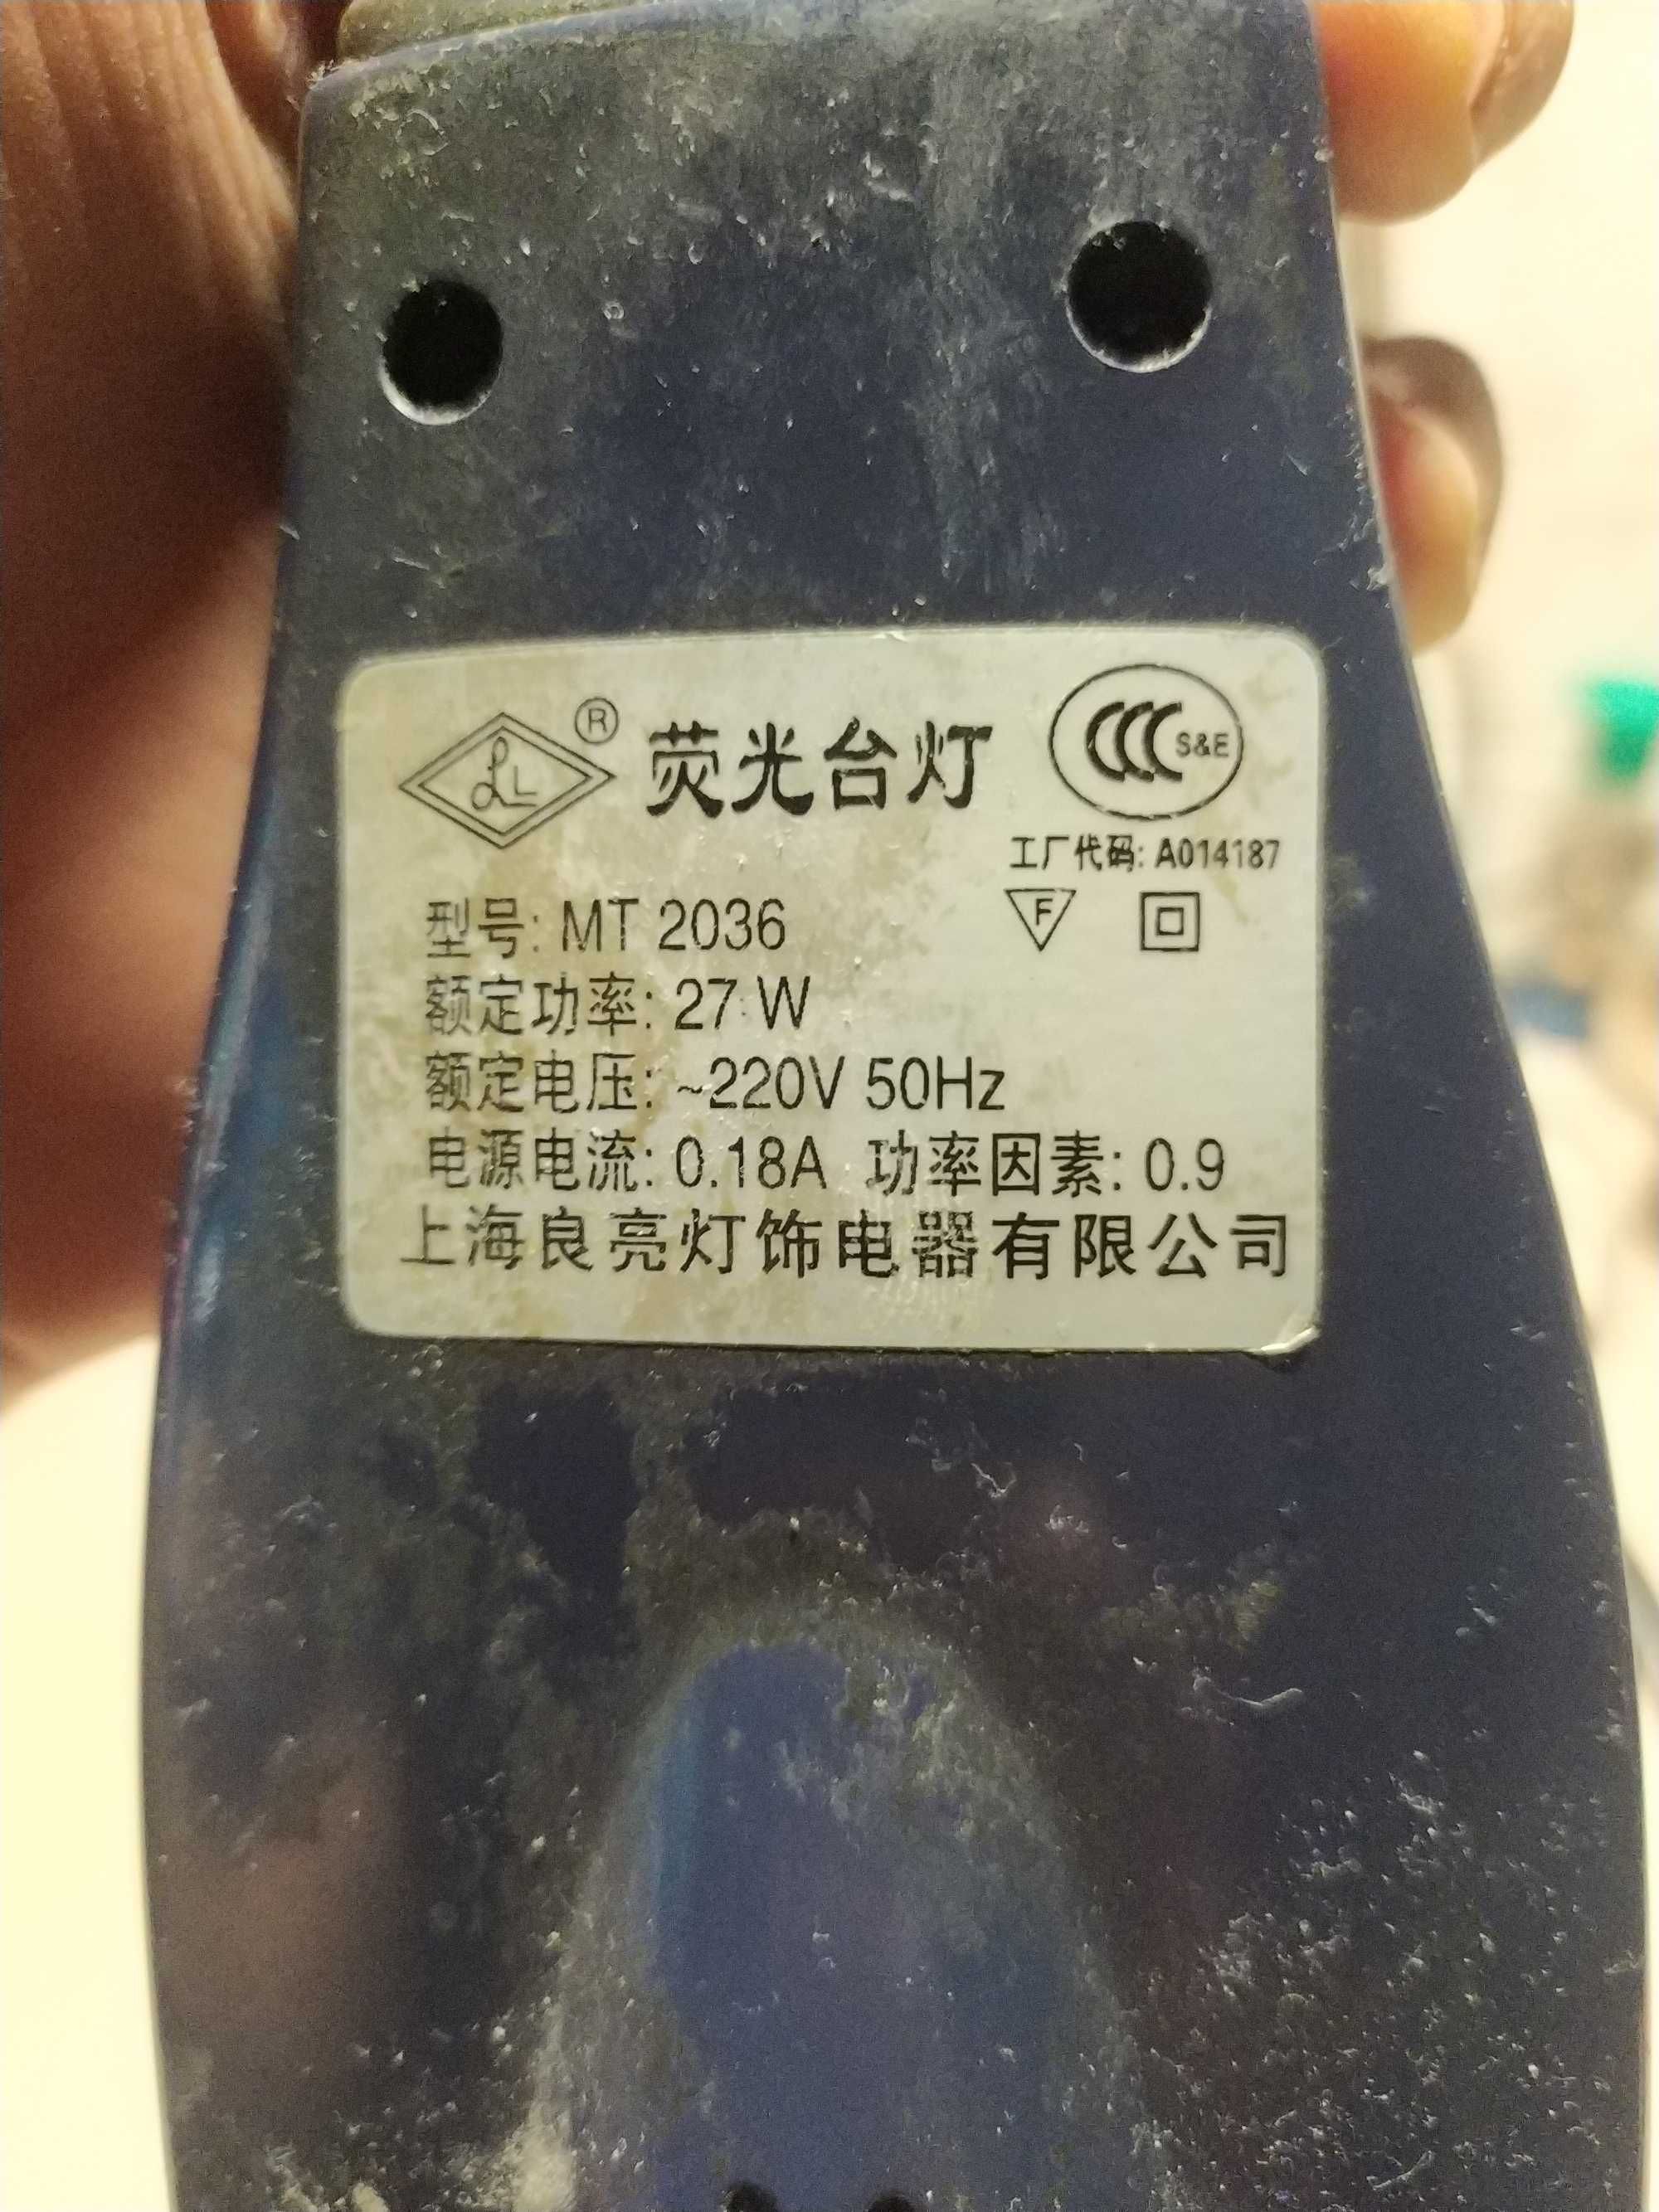 LL ® 荧光台灯 CCC S&E
工厂代码: A014187
型号: MT 2036 F
额定功率: 27 W
额定电压: ~220V 50Hz
电源电流: 0.18A 功率因素: 0.9
上海良亮灯饰电器有限公司